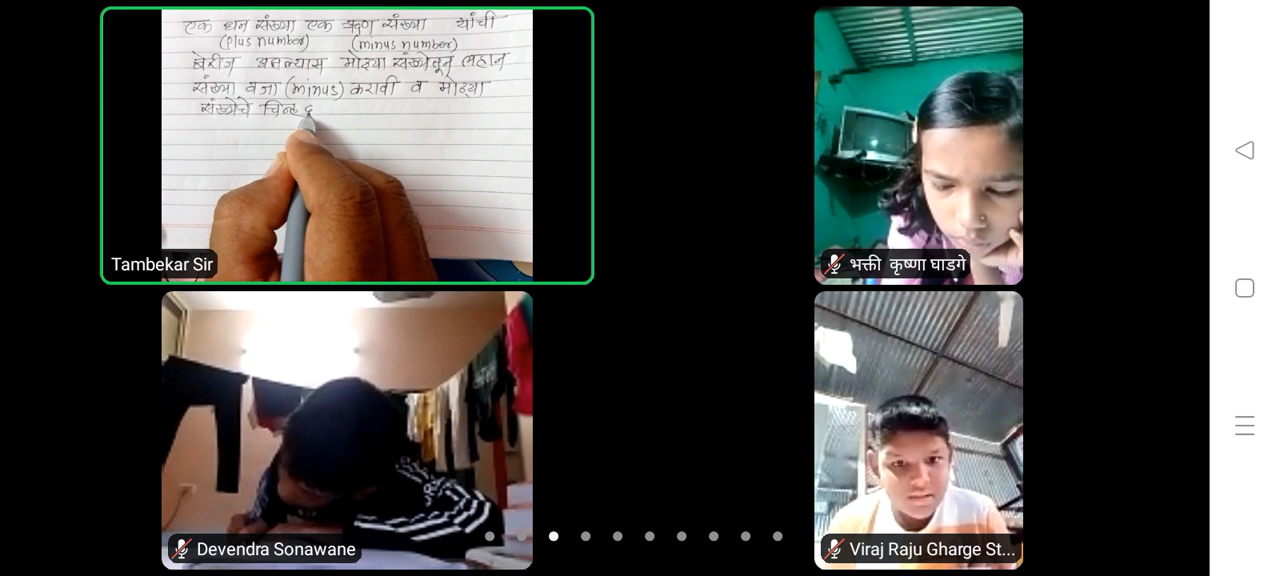 एक धन संख्या एक ऋण संख्या यांची
(plus number) (minus number)
बेरीज असल्यास मोठ्या संख्येतून लहान
संख्या वजा (minus) करावी व मोठ्या
संख्येचे चिन्ह द
Tambekar Sir
भक्ती कृष्णा घाडगे
Devendra Sonawane
Viraj Raju Gharge St...